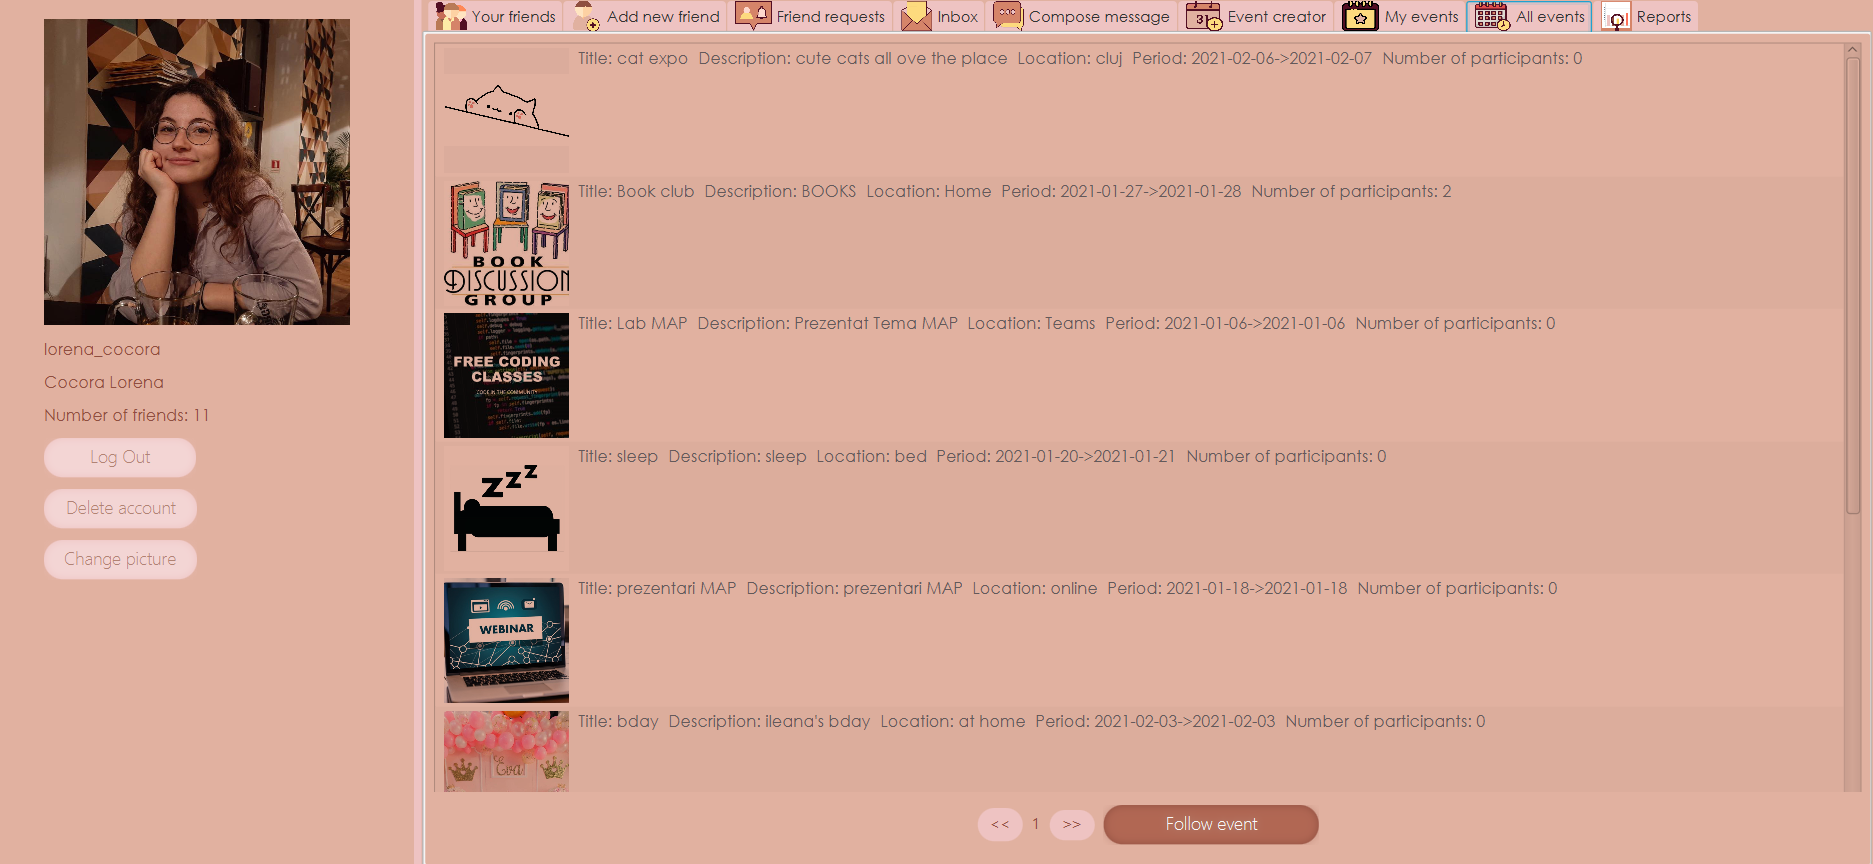 Your friends
Add new friend
Friend requests
Inbox
Compose message
31
Event creator
My events
All events
Reports
lorena_cocora
Cocora Lorena
Number of friends: 11
Log Out
Delete account
Change picture
Title: cat expo Description: cute cats all ove the place Location: cluj Period: 2021-02-06->2021-02-07 Number of participants: 0
Title: Book club Description: BOOKS Location: Home Period: 2021-01-27->2021-01-28 Number of participants: 2
BOOK
DISCUSSION
GROUP
Title: Lab MAP Description: Prezentat Tema MAP Location: Teams Period: 2021-01-06->2021-01-06 Number of participants: 0
FREE CODING
CLASSES
CODE IN THE COMMUNITY
Title: sleep Description: sleep Location: bed Period: 2021-01-20->2021-01-21 Number of participants: 0
zzz
Title: prezentari MAP Description: prezentari MAP Location: online Period: 2021-01-18->2021-01-18 Number of participants: 0
WEBINAR
Title: bday Description: ileana's bday Location: at home Period: 2021-02-03->2021-02-03 Number of participants: 0
<< 1 >> Follow event